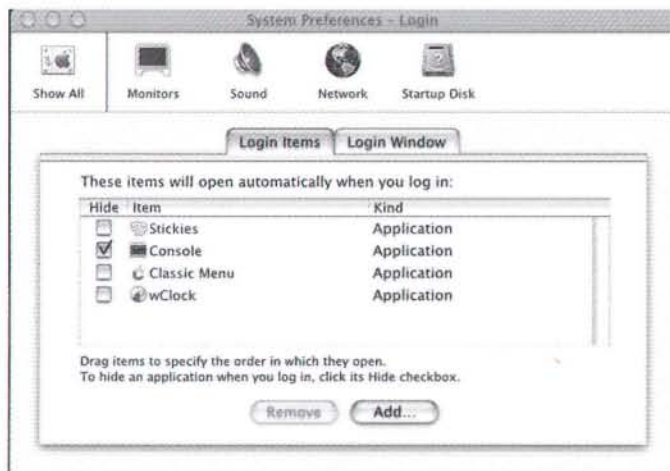 System Preferences – Login
Show All Monitors Sound Network Startup Disk
Login Items Login Window
These items will open automatically when you log in:
Hide Item Kind
Stickies Application
Console Application
Classic Menu Application
wClock Application
Drag items to specify the order in which they open.
To hide an application when you log in, click its Hide checkbox.
Remove Add...